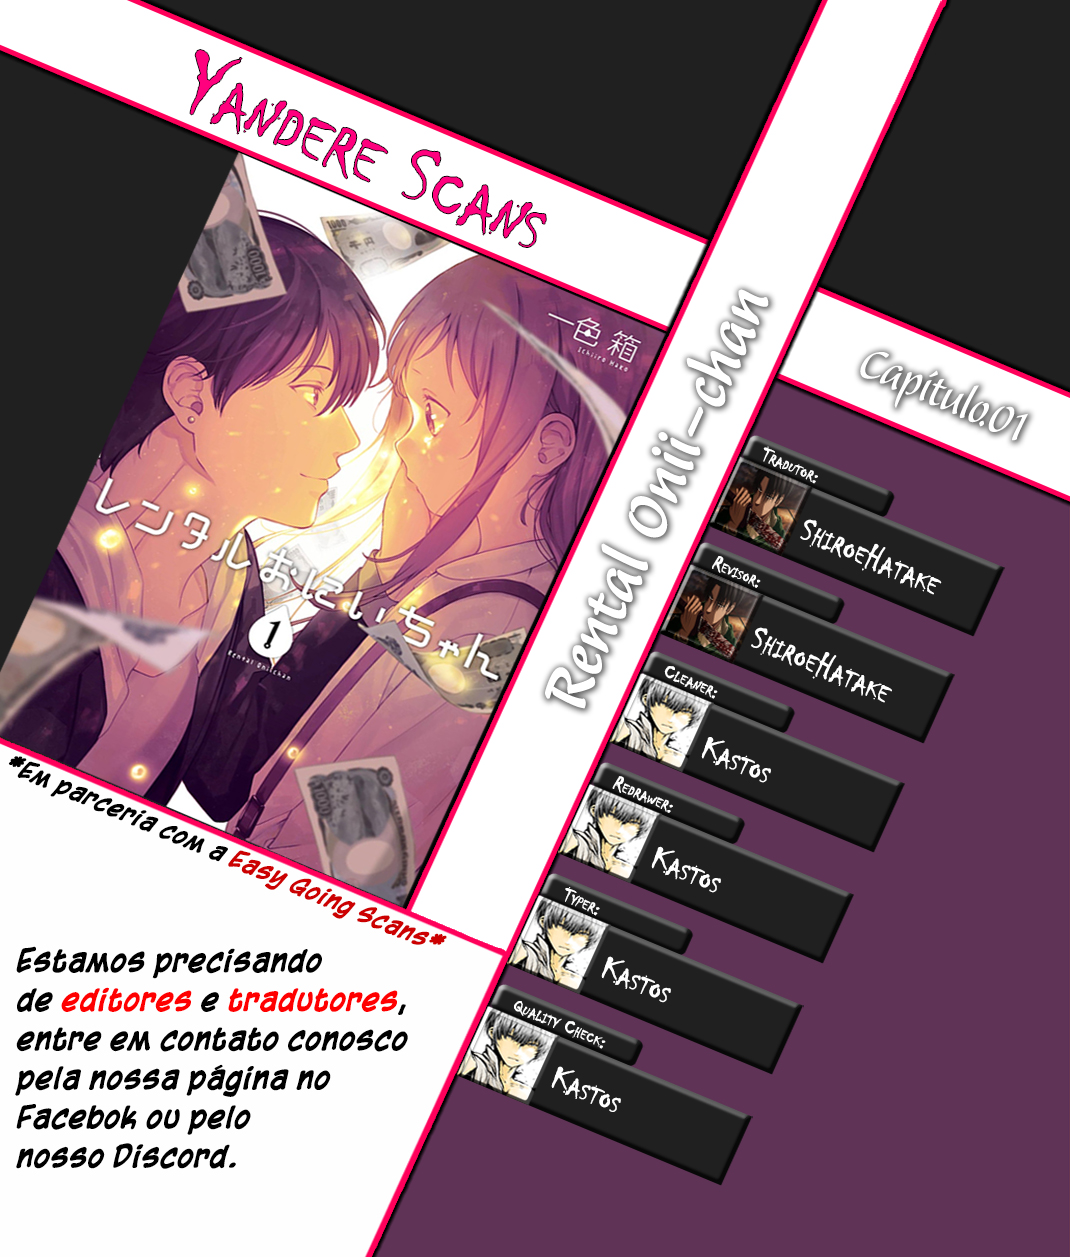 Yandere Scans
一色 箱
Ichiiro Hako
レンタルおにいちゃん
1
Rental OniiChan
Rental Onii-chan
Capítulo.01
Tradutor:
ShiroeHatake
Revisor:
ShiroeHatake
Cleaner:
Kastos
Redrawer:
Kastos
Typer:
Kastos
Quality Check:
Kastos
*Em parceria com a Easy Going Scans*
Estamos precisando
de editores e tradutores,
entre em contato conosco
pela nossa página no
Facebok ou pelo
nosso Discord.